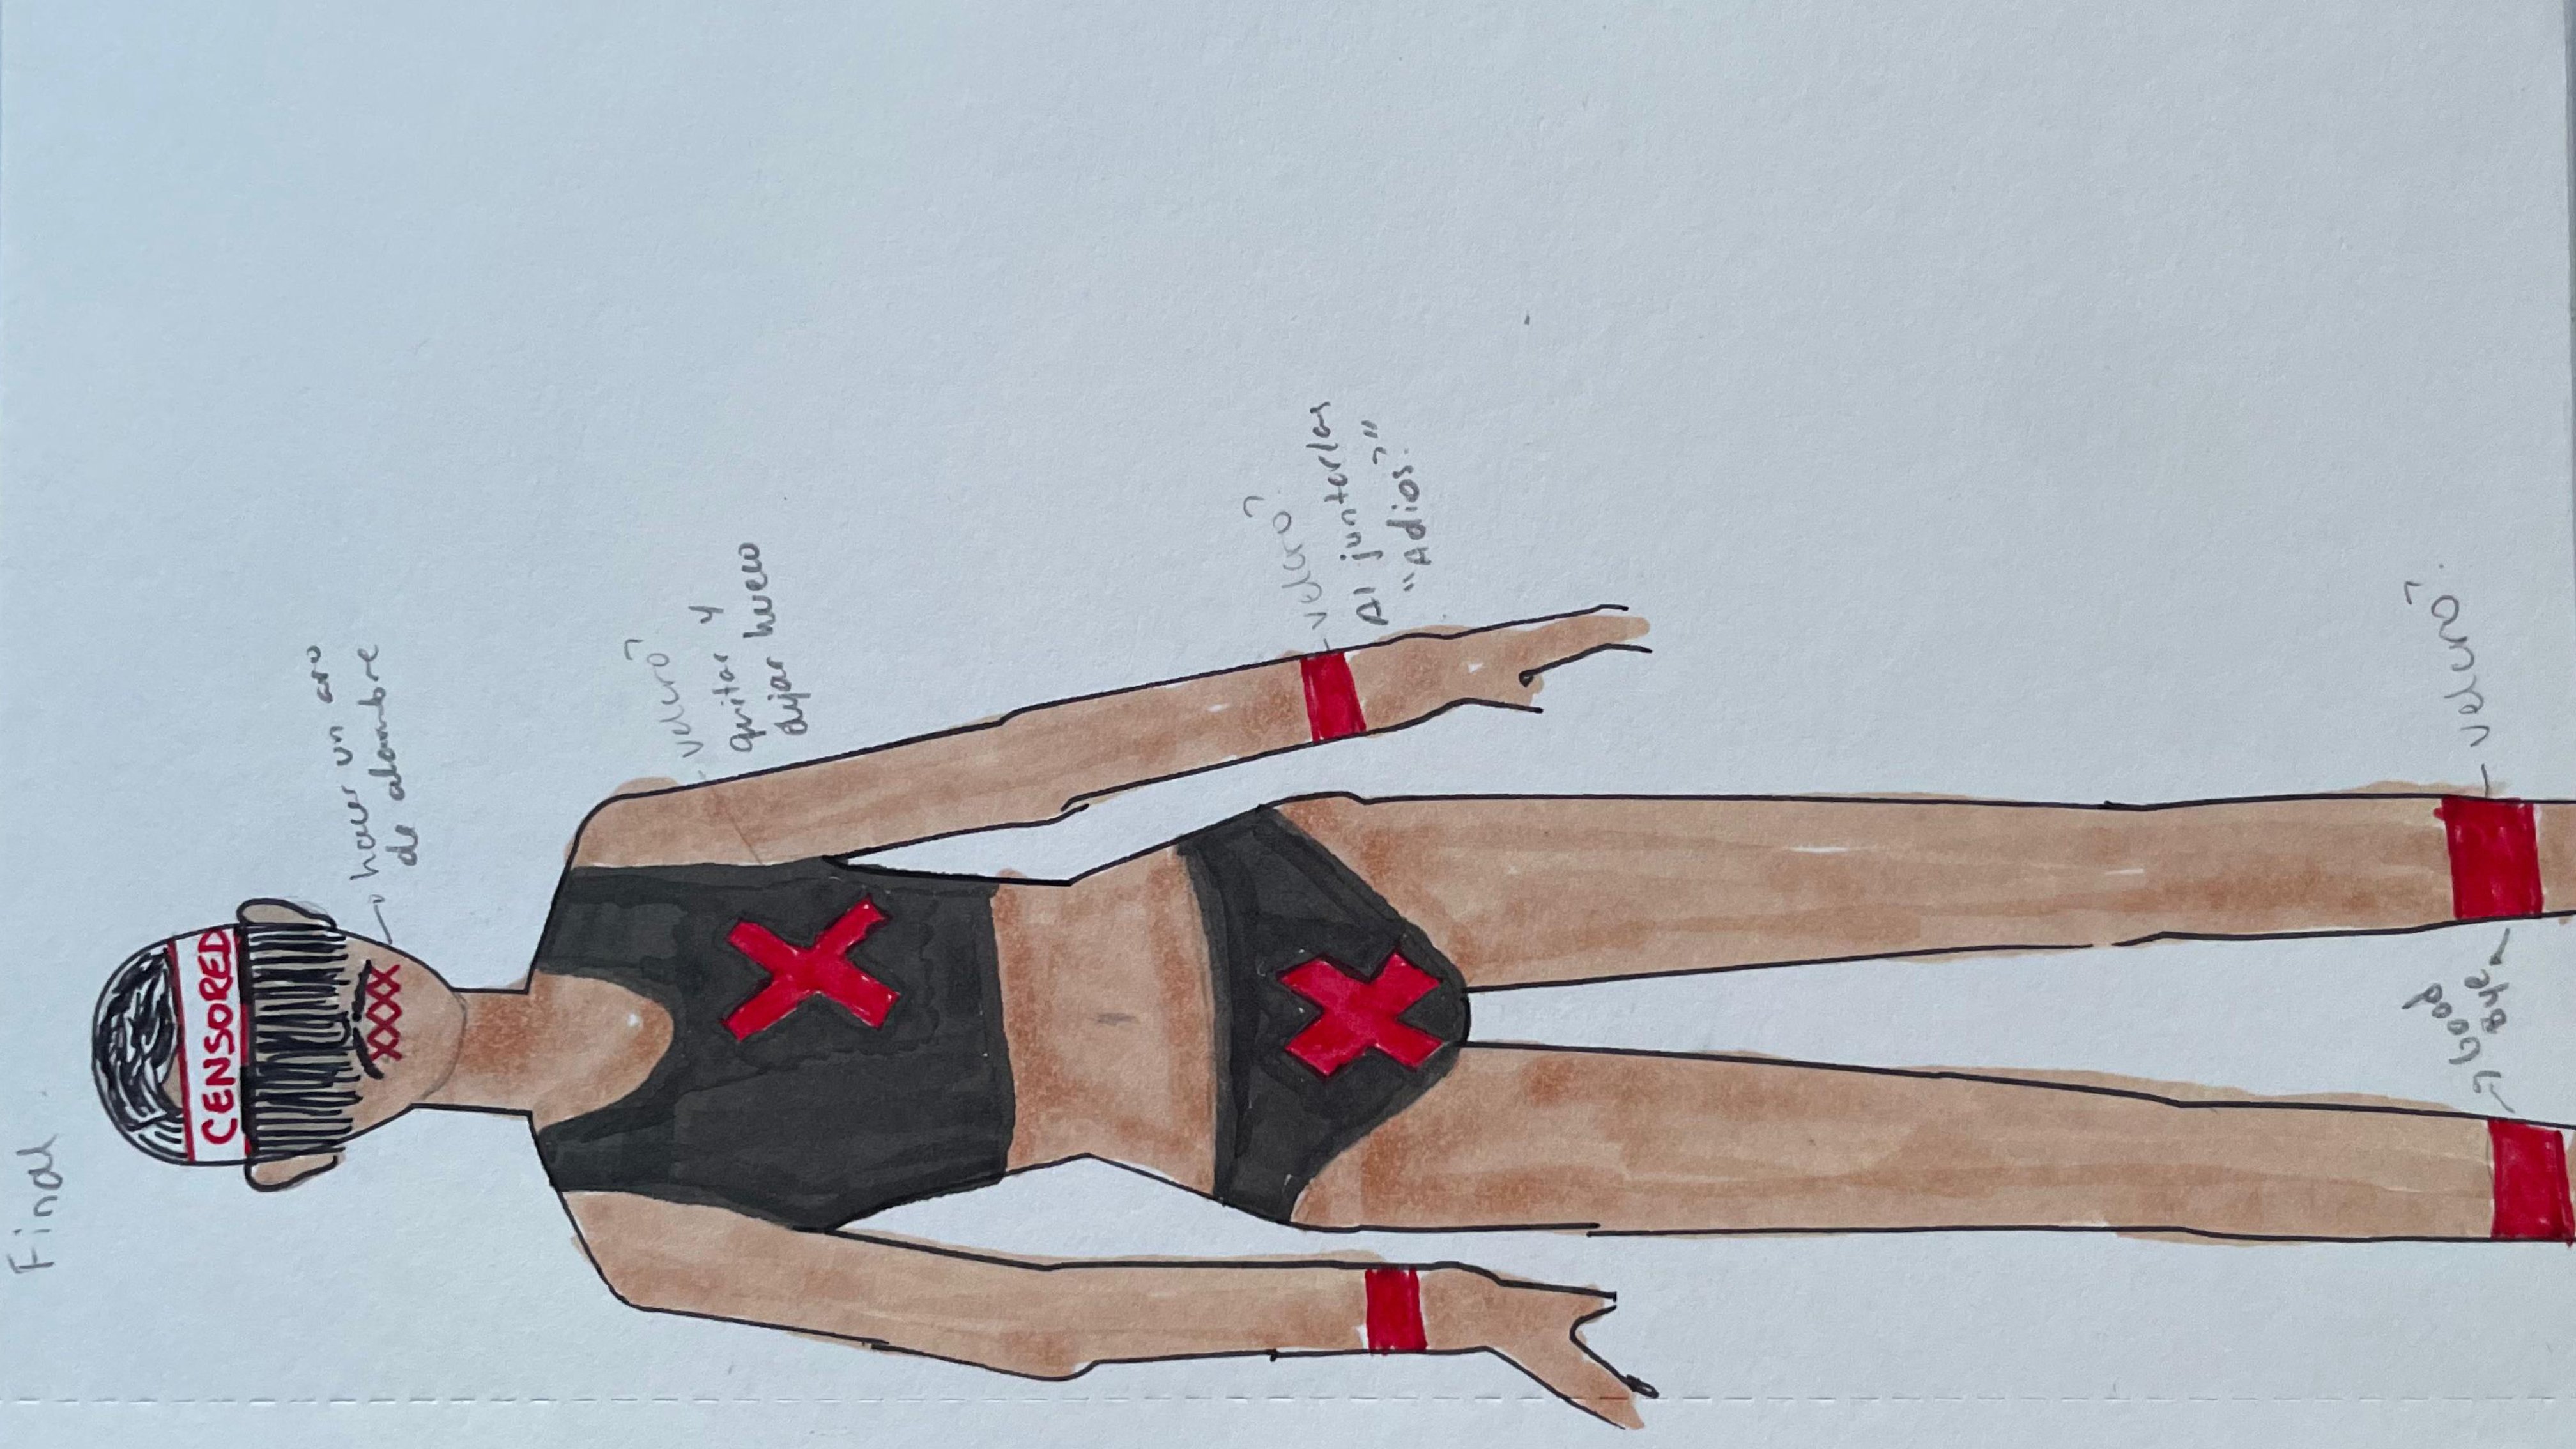 Final
CENSORED
XXXX
hacer un aro
de alambre
velcro?
quitar y
dejar hueco
velcro?
Al juntarlas
"Adios?"
velcro?
Good
Bye